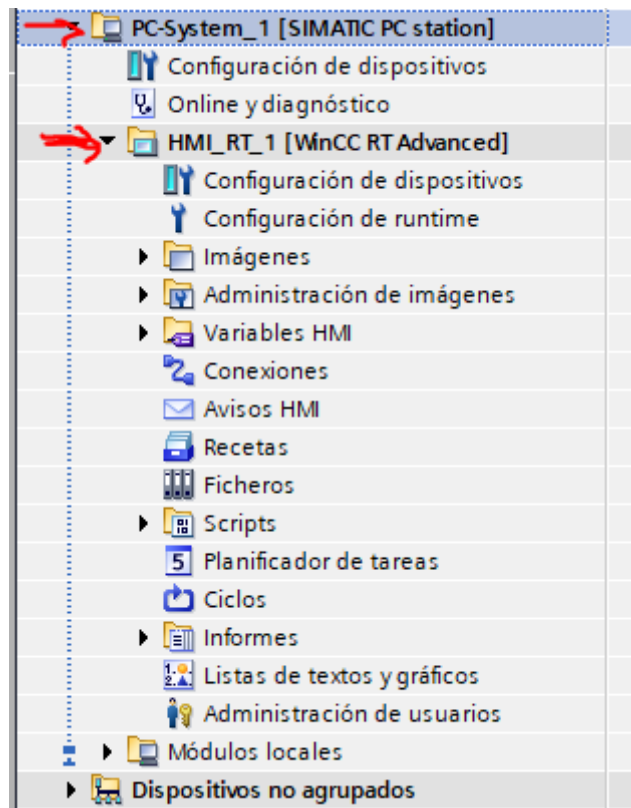 PC-System_1 [SIMATIC PC station]
Configuración de dispositivos
Online y diagnóstico
HMI_RT_1 [WinCC RT Advanced]
Configuración de dispositivos
Configuración de runtime
Imágenes
Administración de imágenes
Variables HMI
Conexiones
Avisos HMI
Recetas
Ficheros
Scripts
Planificador de tareas
Ciclos
Informes
Listas de textos y gráficos
Administración de usuarios
Módulos locales
Dispositivos no agrupados